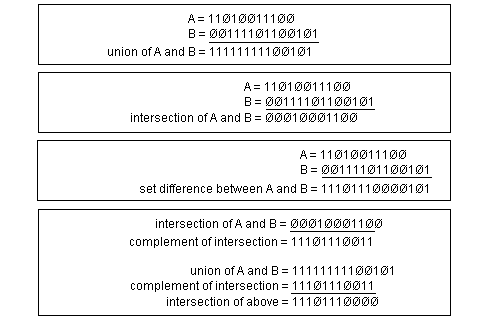 A = 11Ø1ØØ111ØØ
B = ØØ1111Ø11ØØ1Ø1
union of A and B = 111111111ØØ1Ø1
A = 11Ø1ØØ111ØØ
B = ØØ1111Ø11ØØ1Ø1
intersection of A and B = ØØØ1ØØØ11ØØ
A = 11Ø1ØØ111ØØ
B = ØØ1111Ø11ØØ1Ø1
set difference between A and B = 111Ø111ØØØØ1Ø1
intersection of A and B = ØØØ1ØØØ11ØØ
complement of intersection = 111Ø111ØØ11
union of A and B = 111111111ØØ1Ø1
complement of intersection = 111Ø111ØØ11
intersection of above = 111Ø111ØØØØ